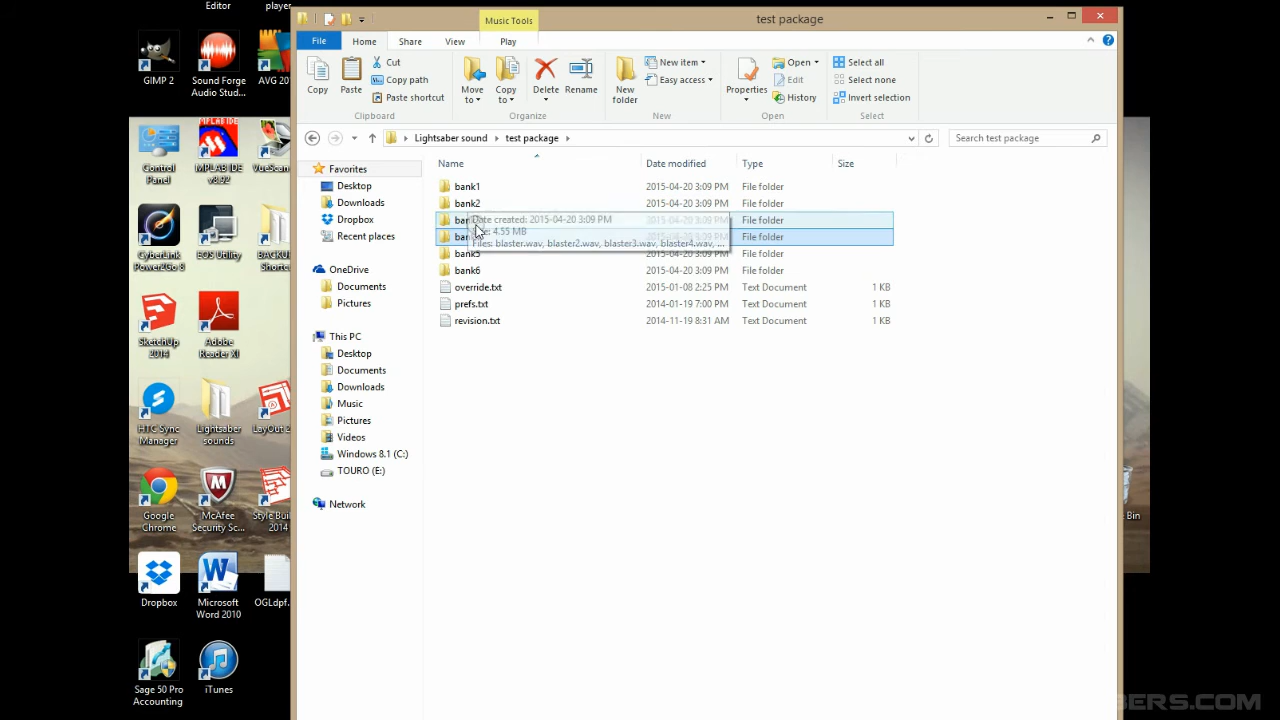 Editor
player
GIMP 2
Sound Forge
Audio Stud...
AVG 20
Control
Panel
MPLAB IDE
v8.92
VueScan
CyberLink
Power2Go 8
EOS Utility
BACKU
Shortc
SketchUp
2014
Adobe
Reader XI
HTC Sync
Manager
Lightsaber
sounds
LayOut 2
Google
Chrome
McAfee
Security Sc...
Style Buil
2014
Dropbox
Microsoft
Word 2010
OGLdpf.
Sage 50 Pro
Accounting
iTunes
Music Tools
test package
File
Home
Share
View
Play
Copy
Paste
Cut
Copy path
Paste shortcut
Clipboard
Move
to
Copy
to
Delete
Rename
Organize
New
folder
New item
Easy access
New
Properties
Open
Edit
History
Open
Select all
Select none
Invert selection
Select
Lightsaber sound
test package
Search test package
Favorites
Desktop
Downloads
Dropbox
Recent places
OneDrive
Documents
Pictures
This PC
Desktop
Documents
Downloads
Music
Pictures
Videos
Windows 8.1 (C:)
TOURO (E:)
Network
Name
Date modified
Type
Size
bank1 2015-04-20 3:09 PM File folder
bank2 2015-04-20 3:09 PM File folder
2015-04-20 3:09 PM File folder
2015-04-20 3:09 PM File folder
bank5 2015-04-20 3:09 PM File folder
bank6 2015-04-20 3:09 PM File folder
override.txt 2015-01-08 2:25 PM Text Document 1 KB
prefs.txt 2014-01-19 7:00 PM Text Document 1 KB
revision.txt 2014-11-19 8:31 AM Text Document 1 KB
Date created: 2015-04-20 3:09 PM
4.55 MB
Files: blaster.wav, blaster2.wav, blaster3.wav, blaster4.wav, ...
Bin
BERS.COM